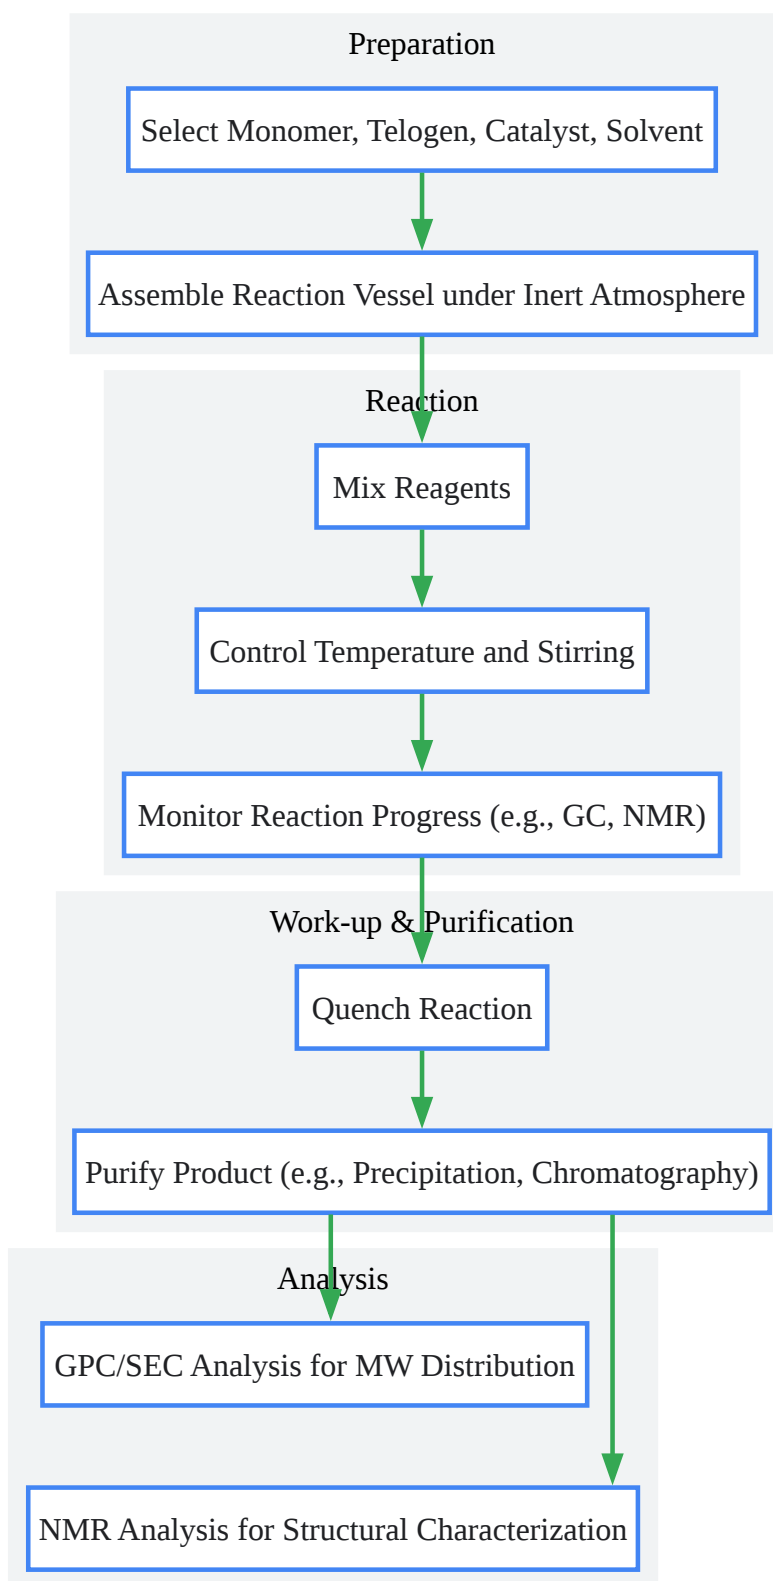 Preparation
Select Monomer, Telogen, Catalyst, Solvent
Assemble Reaction Vessel under Inert Atmosphere
Reaction
Mix Reagents
Control Temperature and Stirring
Monitor Reaction Progress (e.g., GC, NMR)
Work-up & Purification
Quench Reaction
Purify Product (e.g., Precipitation, Chromatography)
Analysis
GPC/SEC Analysis for MW Distribution
NMR Analysis for Structural Characterization